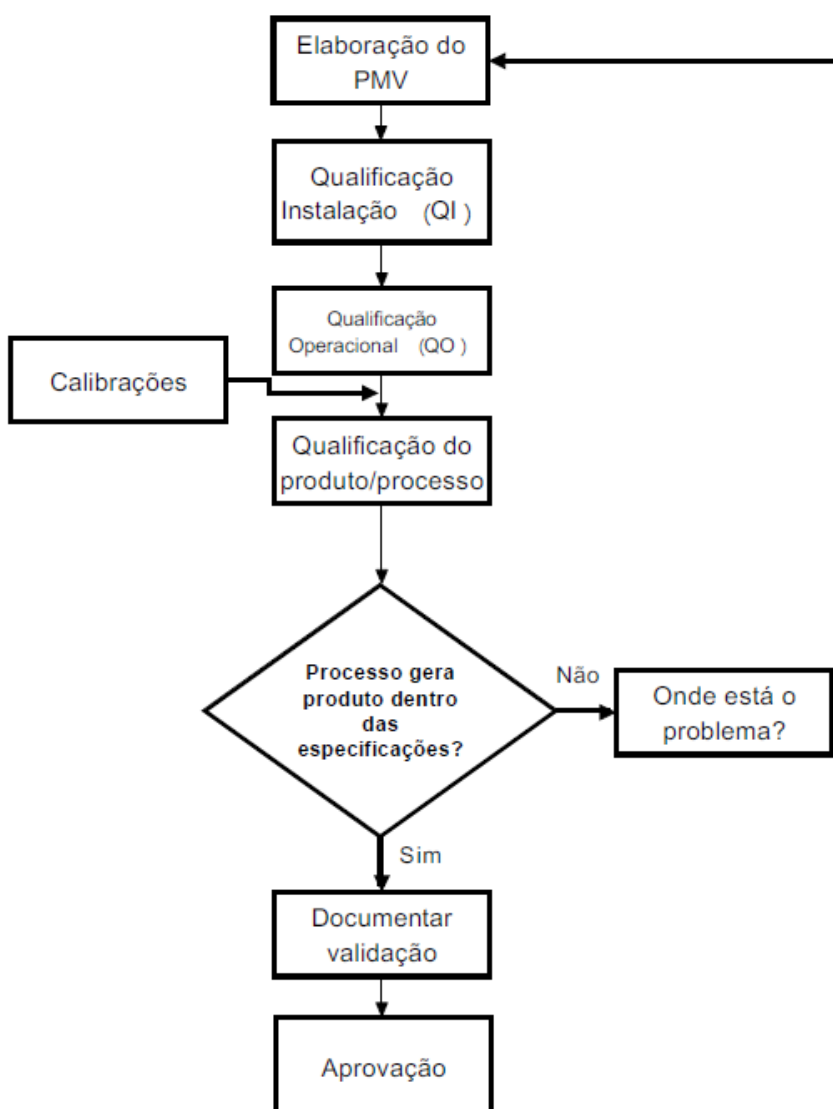 Elaboração do
PMV
Qualificação
Instalação (QI )
Qualificação
Operacional (QO )
Calibrações
Qualificação do
produto/processo
Processo gera
produto dentro
das
especificações?
Não
Onde está o
problema?
Sim
Documentar
validação
Aprovação